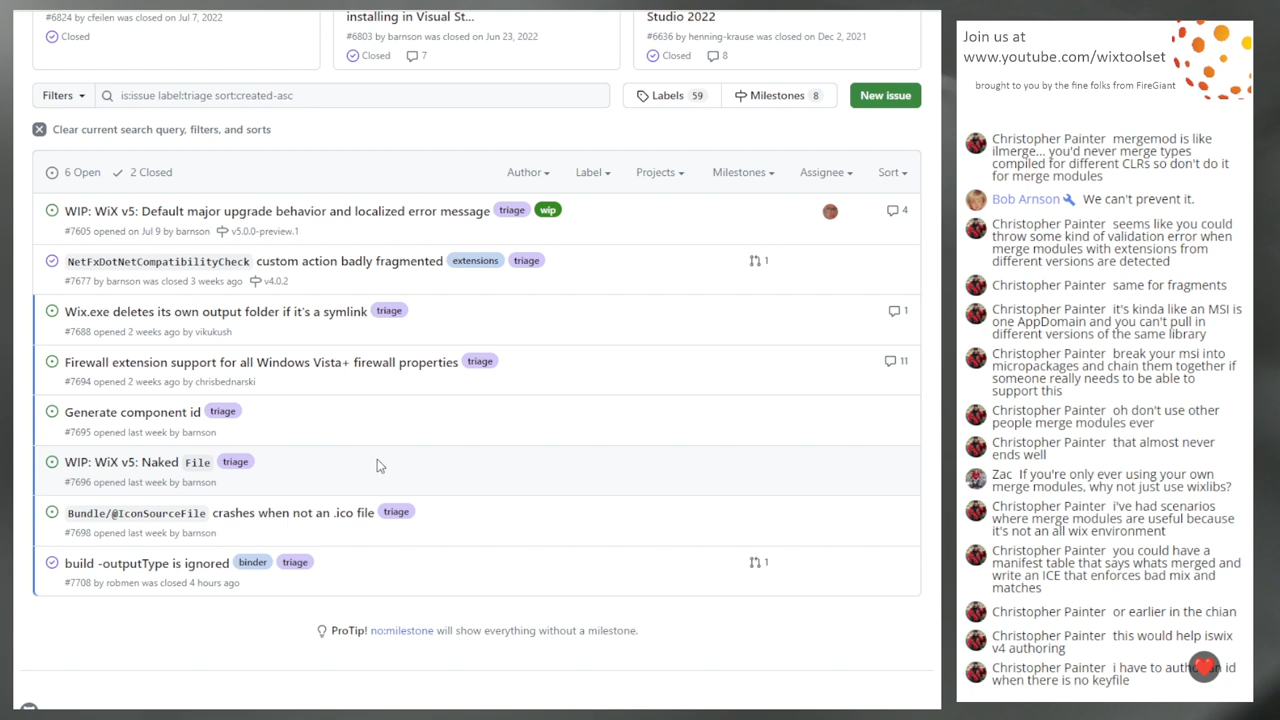 #6824 by cfeilen was closed on Jul 7, 2022
Closed
installing in Visual St...
#6803 by barnson was closed on Jun 23, 2022
Closed 7
Studio 2022
#6636 by henning-krause was closed on Dec 2, 2021
Closed 8
Filters
is:issue label:triage sort:created-asc
Labels 59
Milestones 8
New issue
Clear current search query, filters, and sorts
6 Open
2 Closed
Author
Label
Projects
Milestones
Assignee
Sort
WIP: WiX v5: Default major upgrade behavior and localized error message triage wip
4
#7605 opened on Jul 9 by barnson v5.0.0-preview.1
NetFxDotNetCompatibilityCheck custom action badly fragmented extensions triage
1
#7677 by barnson was closed 3 weeks ago v4.0.2
Wix.exe deletes its own output folder if it's a symlink triage
1
#7688 opened 2 weeks ago by vikukush
Firewall extension support for all Windows Vista+ firewall properties triage
11
#7694 opened 2 weeks ago by chrisbednarski
Generate component id triage
#7695 opened last week by barnson
WIP: WiX v5: Naked File triage
#7696 opened last week by barnson
Bundle/@IconSourceFile crashes when not an .ico file triage
#7698 opened last week by barnson
build -outputType is ignored binder triage
1
#7708 by robmen was closed 4 hours ago
ProTip! no:milestone will show everything without a milestone.
Join us at
www.youtube.com/wixtoolset
brought to you by the fine folks from FireGiant
Christopher Painter mergemod is like
ilmerge... you'd never merge types
compiled for different CLRs so don't do it
for merge modules
Bob Arnson We can't prevent it.
Christopher Painter seems like you could
throw some kind of validation error when
merge modules with extensions from
different versions are detected
Christopher Painter same for fragments
Christopher Painter it's kinda like an MSI is
one AppDomain and you can't pull in
different versions of the same library
Christopher Painter break your msi into
micropackages and chain them together if
someone really needs to be able to
support this
Christopher Painter oh don't use other
people merge modules ever
Christopher Painter that almost never
ends well
Zac If you're only ever using your own
merge modules, why not just use wixlibs?
Christopher Painter i've had scenarios
where merge modules are useful because
it's not an all wix environment
Christopher Painter you could have a
manifest table that says whats merged and
write an ICE that enforces bad mix and
matches
Christopher Painter or earlier in the chian
Christopher Painter this would help iswix
v4 authoring
Christopher Painter i have to id
when there is no keyfile